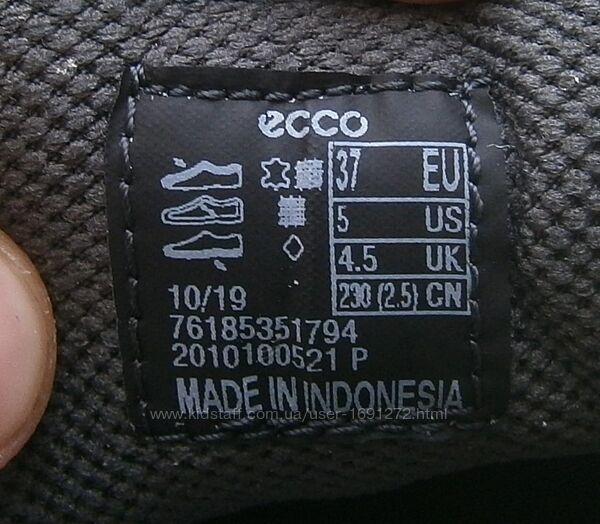 ecco
37 EU
5 US
4.5 UK
230 (2.5) CN
10/19
76185351794
2010100521 P
MADE IN INDONESIA
www.kidstaff.com.ua/user-1691272.html